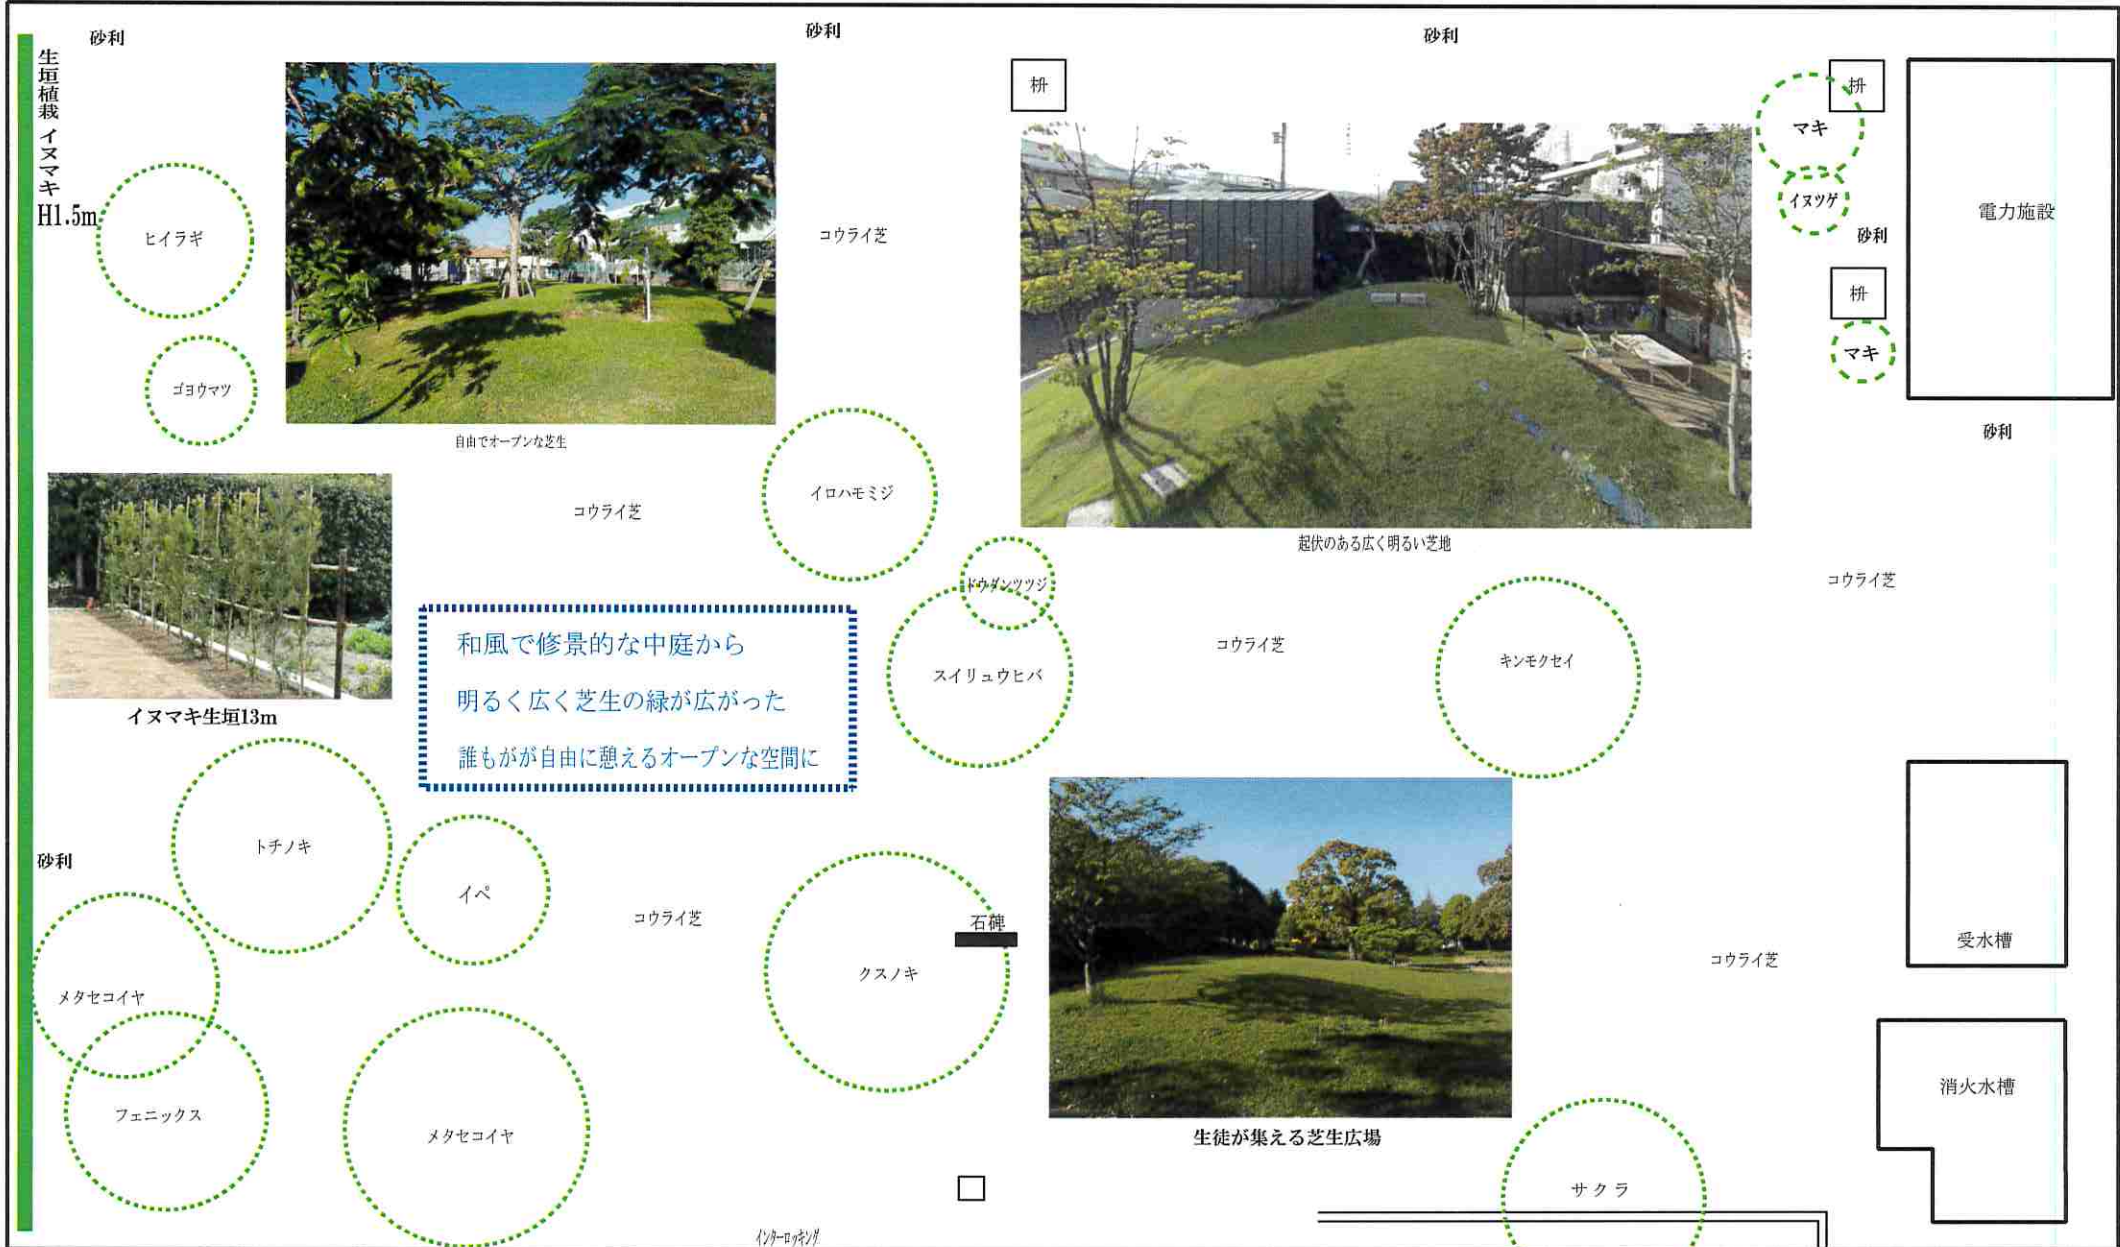 砂利
砂利
砂利
生垣植栽 イヌマキ
H1.5m
枡
枡
マキ
イヌツゲ
電力施設
砂利
枡
マキ
砂利
ヒイラギ
コウライ芝
ゴヨウマツ
自由でオープンな芝生
イロハモミジ
コウライ芝
起伏のある広く明るい芝地
コウライ芝
ドウダンツツジ
和風で修景的な中庭から
明るく広く芝生の緑が広がった
誰もがが自由に憩えるオープンな空間に
スイリュウヒバ
コウライ芝
キンモクセイ
イヌマキ生垣13m
トチノキ
砂利
イペ
コウライ芝
石碑
クスノキ
コウライ芝
受水槽
メタセコイヤ
フェニックス
メタセコイヤ
生徒が集える芝生広場
消火水槽
サクラ
インターロッキング